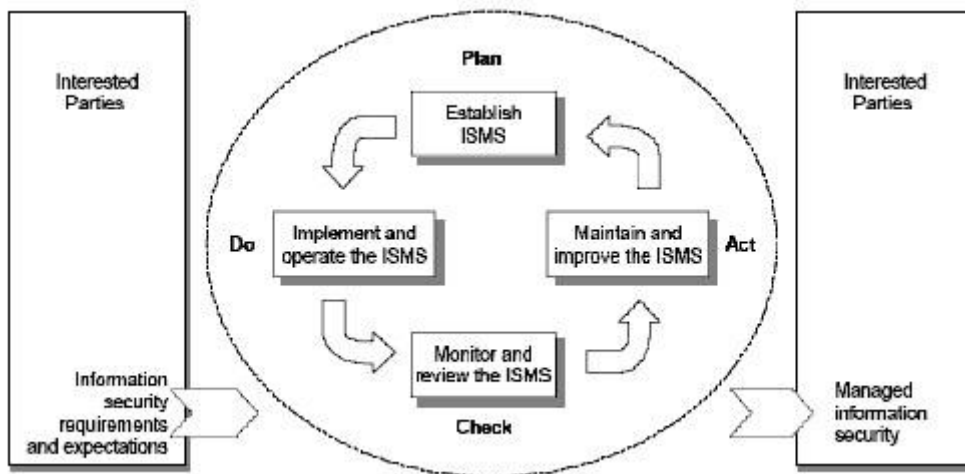 Interested
Parties
Plan
Interested
Parties
Establish
ISMS
Do
Implement and
operate the ISMS
Maintain and
improve the ISMS
Act
Monitor and
review the ISMS
Check
Information
security
requirements
and expectations
Managed
information
security